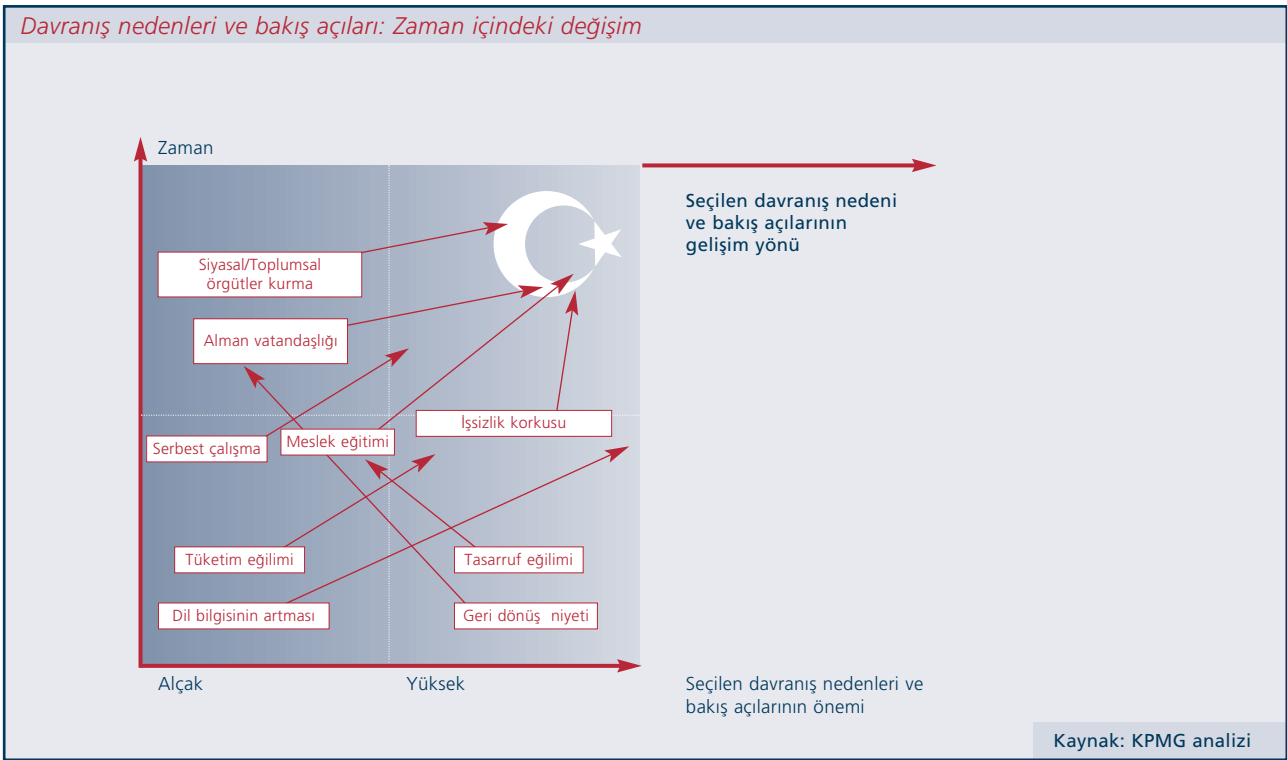 Davranış nedenleri ve bakış açıları: Zaman içindeki değişim
Zaman
Seçilen davranış nedeni
ve bakış açılarının
gelişim yönü
Siyasal/Toplumsal
örgütler kurma
Alman vatandaşlığı
İşsizlik korkusu
Serbest çalışma
Meslek eğitimi
Tüketim eğilimi
Tasarruf eğilimi
Dil bilgisinin artması
Geri dönüş niyeti
Alçak
Yüksek
Seçilen davranış nedenleri ve
bakış açılarının önemi
Kaynak: KPMG analizi